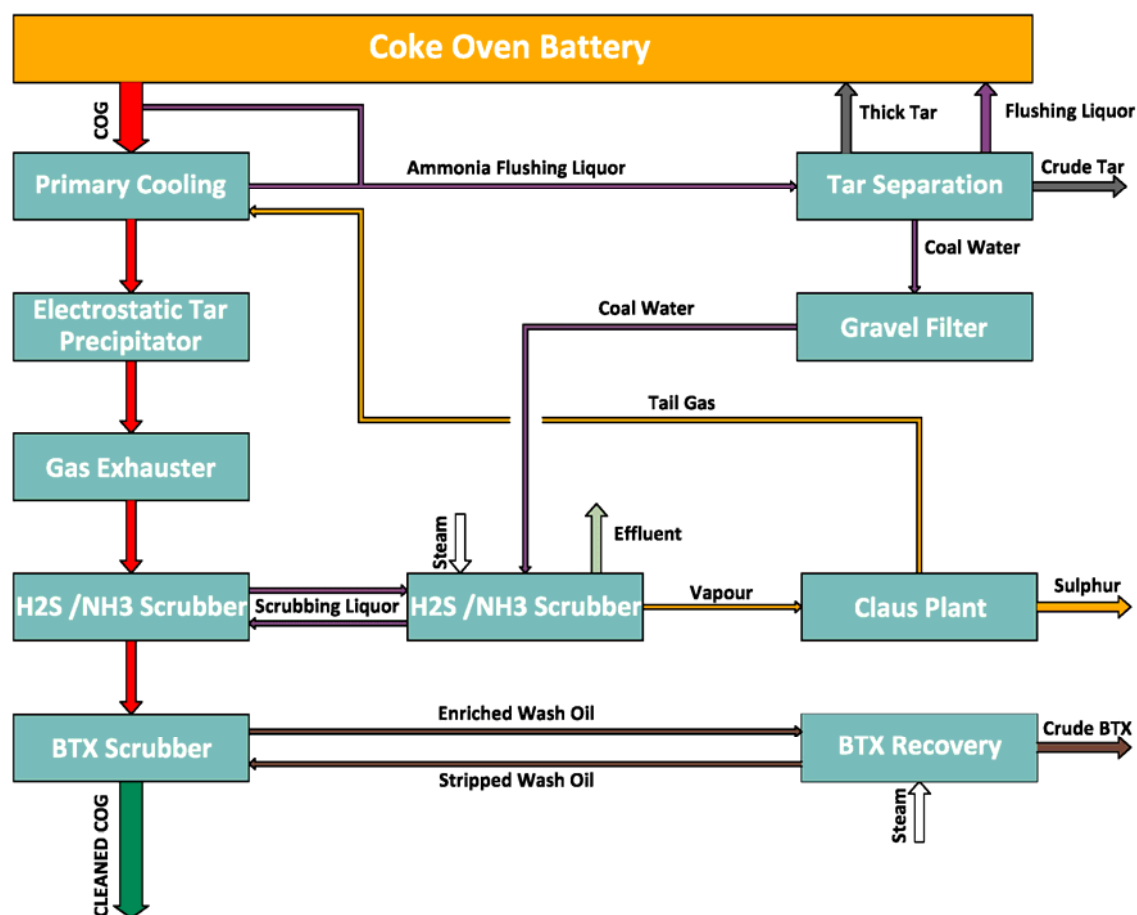 Coke Oven Battery
COG
Thick Tar
Flushing Liquor
Primary Cooling
Ammonia Flushing Liquor
Tar Separation
Crude Tar
Coal Water
Electrostatic Tar
Precipitator
Coal Water
Gravel Filter
Tail Gas
Gas Exhauster
Steam
Effluent
H2S /NH3 Scrubber
Scrubbing Liquor
H2S /NH3 Scrubber
Vapour
Claus Plant
Sulphur
BTX Scrubber
Enriched Wash Oil
Stripped Wash Oil
BTX Recovery
Crude BTX
Steam
CLEANED COG